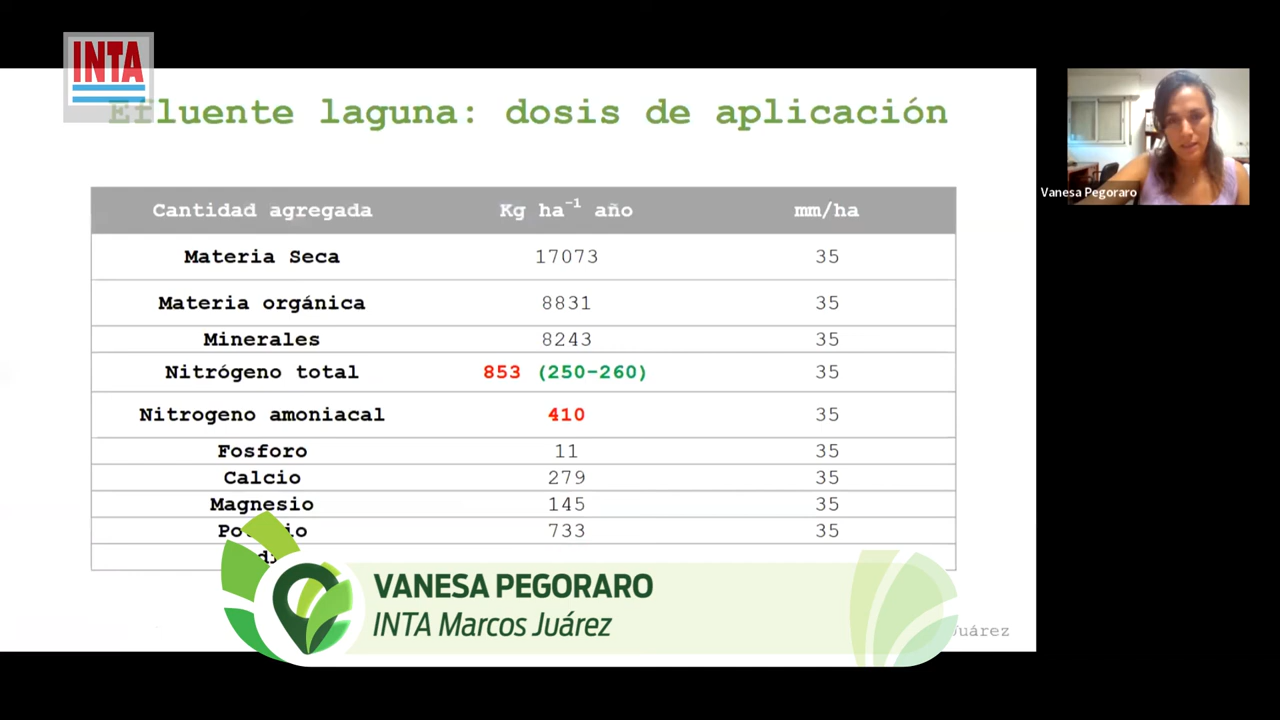 INTA
Efluente laguna: dosis de aplicación
Vanesa Pegoraro
Cantidad agregada Kg ha⁻¹ año mm/ha
Materia Seca 17073 35
Materia orgánica 8831 35
Minerales 8243 35
Nitrógeno total 853 (250-260) 35
Nitrogeno amoniacal 410 35
Fosforo 11 35
Calcio 279 35
Magnesio 145 35
733 35
VANESA PEGORARO
INTA Marcos Juárez
Juárez